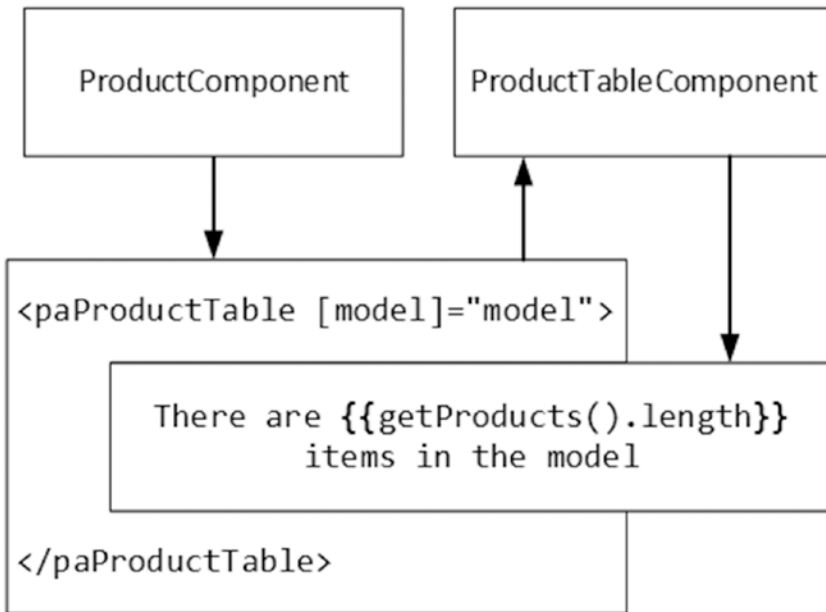 ProductComponent
ProductTableComponent
<paProductTable [model]="model">
There are {{getProducts().length}}
items in the model
</paProductTable>